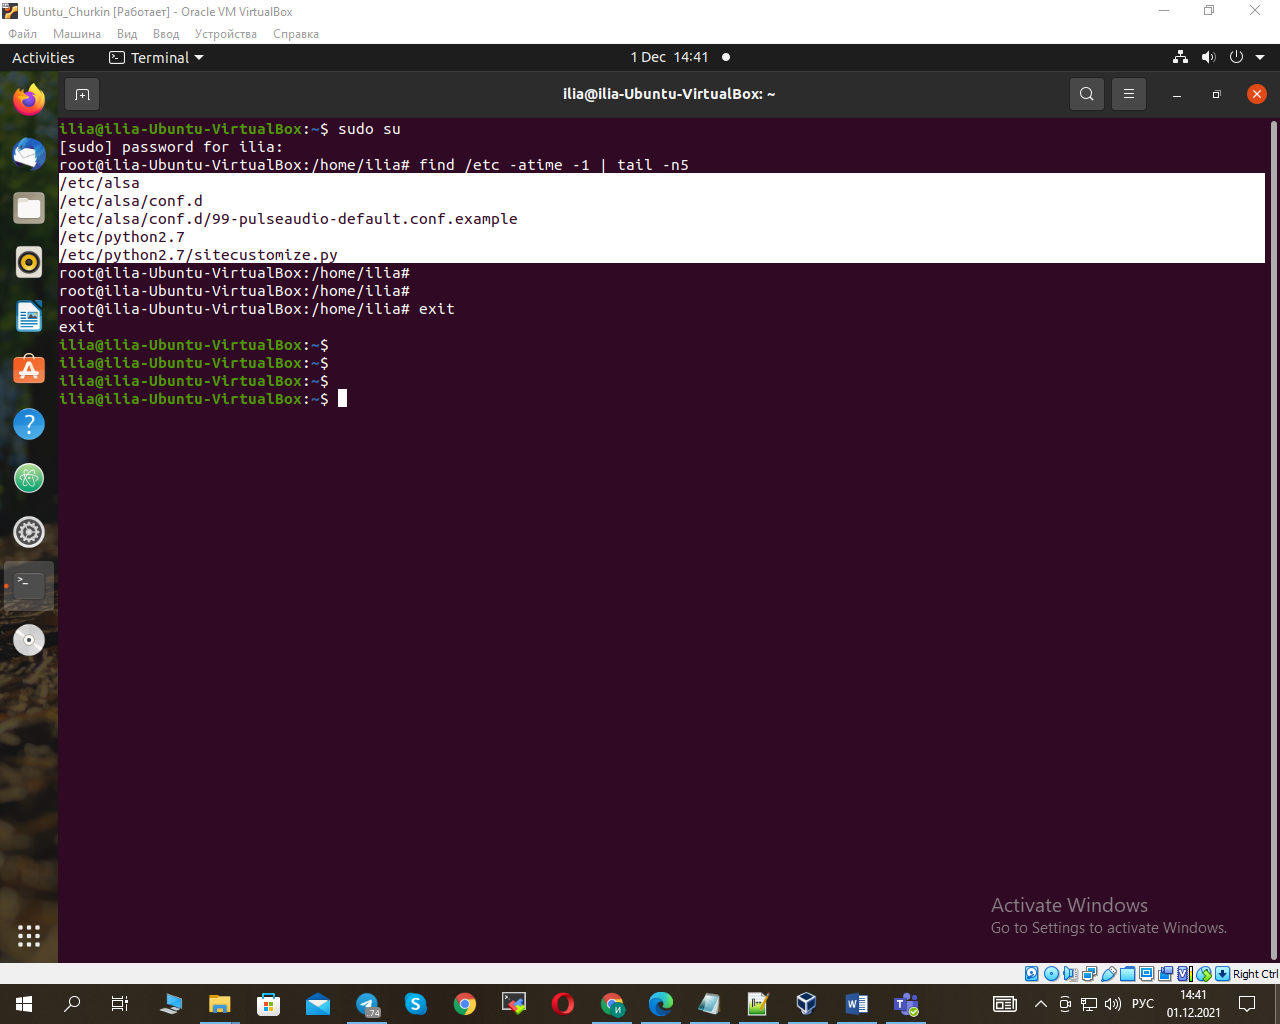 Ubuntu_Churkin [Работает] - Oracle VM VirtualBox
Файл Машина Вид Ввод Устройства Справка
Activities Terminal 1 Dec 14:41
ilia@ilia-Ubuntu-VirtualBox: ~
ilia@ilia-Ubuntu-VirtualBox:~$ sudo su
[sudo] password for ilia:
root@ilia-Ubuntu-VirtualBox:/home/ilia# find /etc -atime -1 | tail -n5
/etc/alsa
/etc/alsa/conf.d
/etc/alsa/conf.d/99-pulseaudio-default.conf.example
/etc/python2.7
/etc/python2.7/sitecustomize.py
root@ilia-Ubuntu-VirtualBox:/home/ilia#
root@ilia-Ubuntu-VirtualBox:/home/ilia#
root@ilia-Ubuntu-VirtualBox:/home/ilia# exit
exit
ilia@ilia-Ubuntu-VirtualBox:~$
ilia@ilia-Ubuntu-VirtualBox:~$
ilia@ilia-Ubuntu-VirtualBox:~$
ilia@ilia-Ubuntu-VirtualBox:~$
Activate Windows
Go to Settings to activate Windows.
Right Ctrl
.74
РУС
14:41
01.12.2021